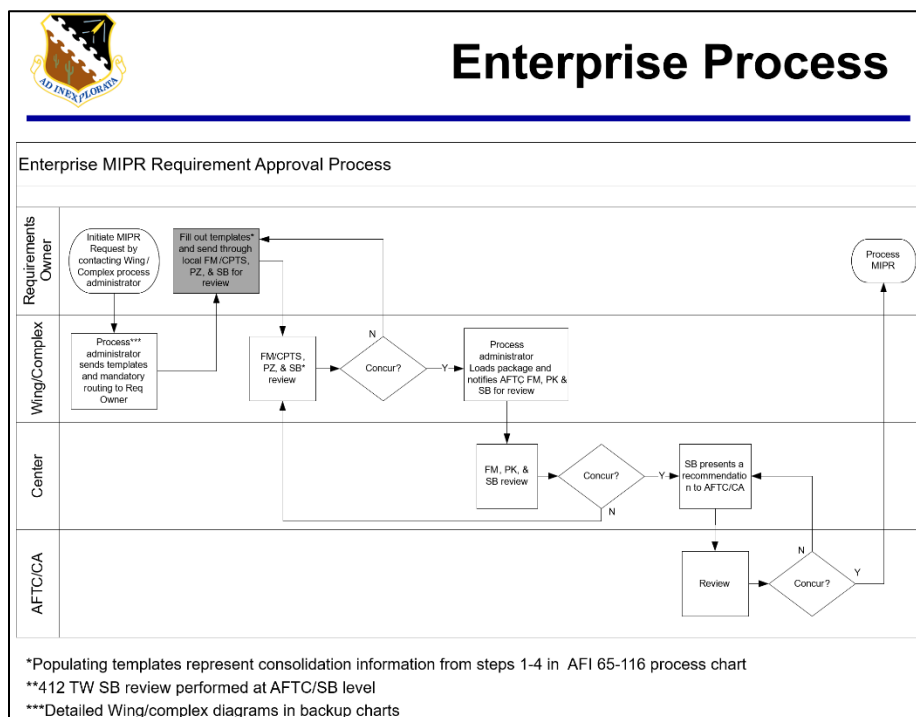 AD INEXPLORATA
Enterprise Process
Enterprise MIPR Requirement Approval Process
Requirements
Owner
Initiate MIPR
Request by
contacting Wing /
Complex process
administrator
Fill out templates*
and send through
local FM/CPTS,
PZ, & SB for
review
Process
MIPR
Wing/Complex
Process***
administrator
sends templates
and mandatory
routing to Req
Owner
FM/CPTS,
PZ, & SB*
review
Concur?
N
Y
Process
administrator
Loads package and
notifies AFTC FM, PK &
SB for review
Center
FM, PK, &
SB review
Concur?
Y
N
SB presents a
recommendatio
n to AFTC/CA
AFTC/CA
Review
Concur?
N
Y
*Populating templates represent consolidation information from steps 1-4 in AFI 65-116 process chart
**412 TW SB review performed at AFTC/SB level
***Detailed Wing/complex diagrams in backup charts